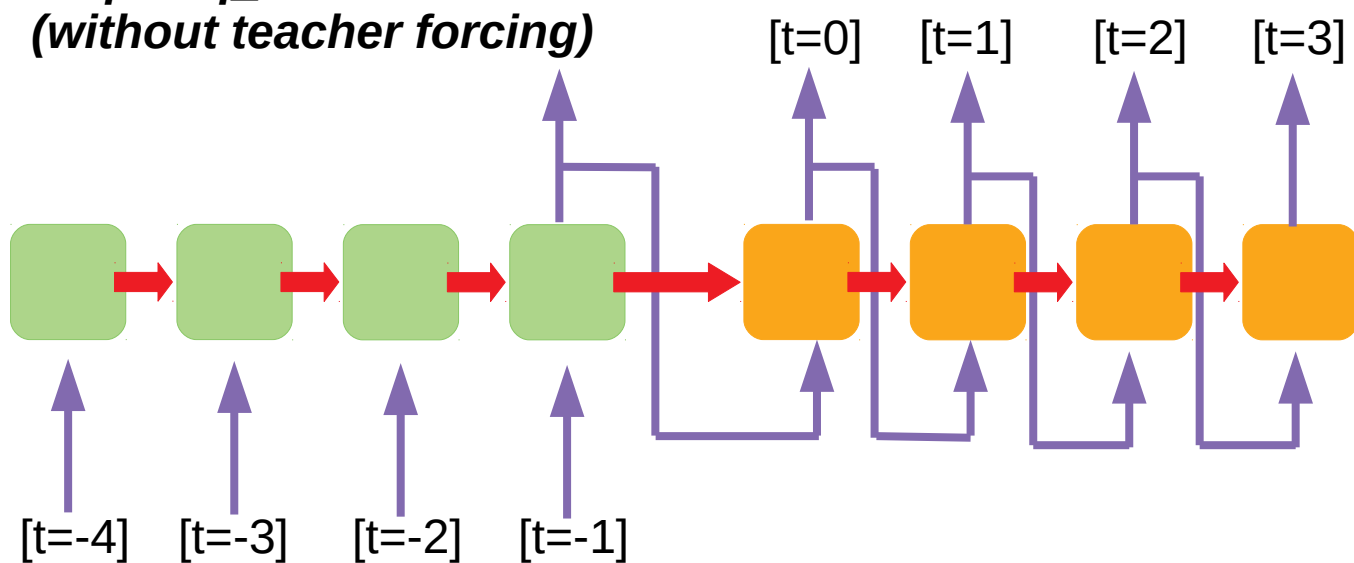 (without teacher forcing)
[t=0] [t=1] [t=2] [t=3]
[t=-4] [t=-3] [t=-2] [t=-1]